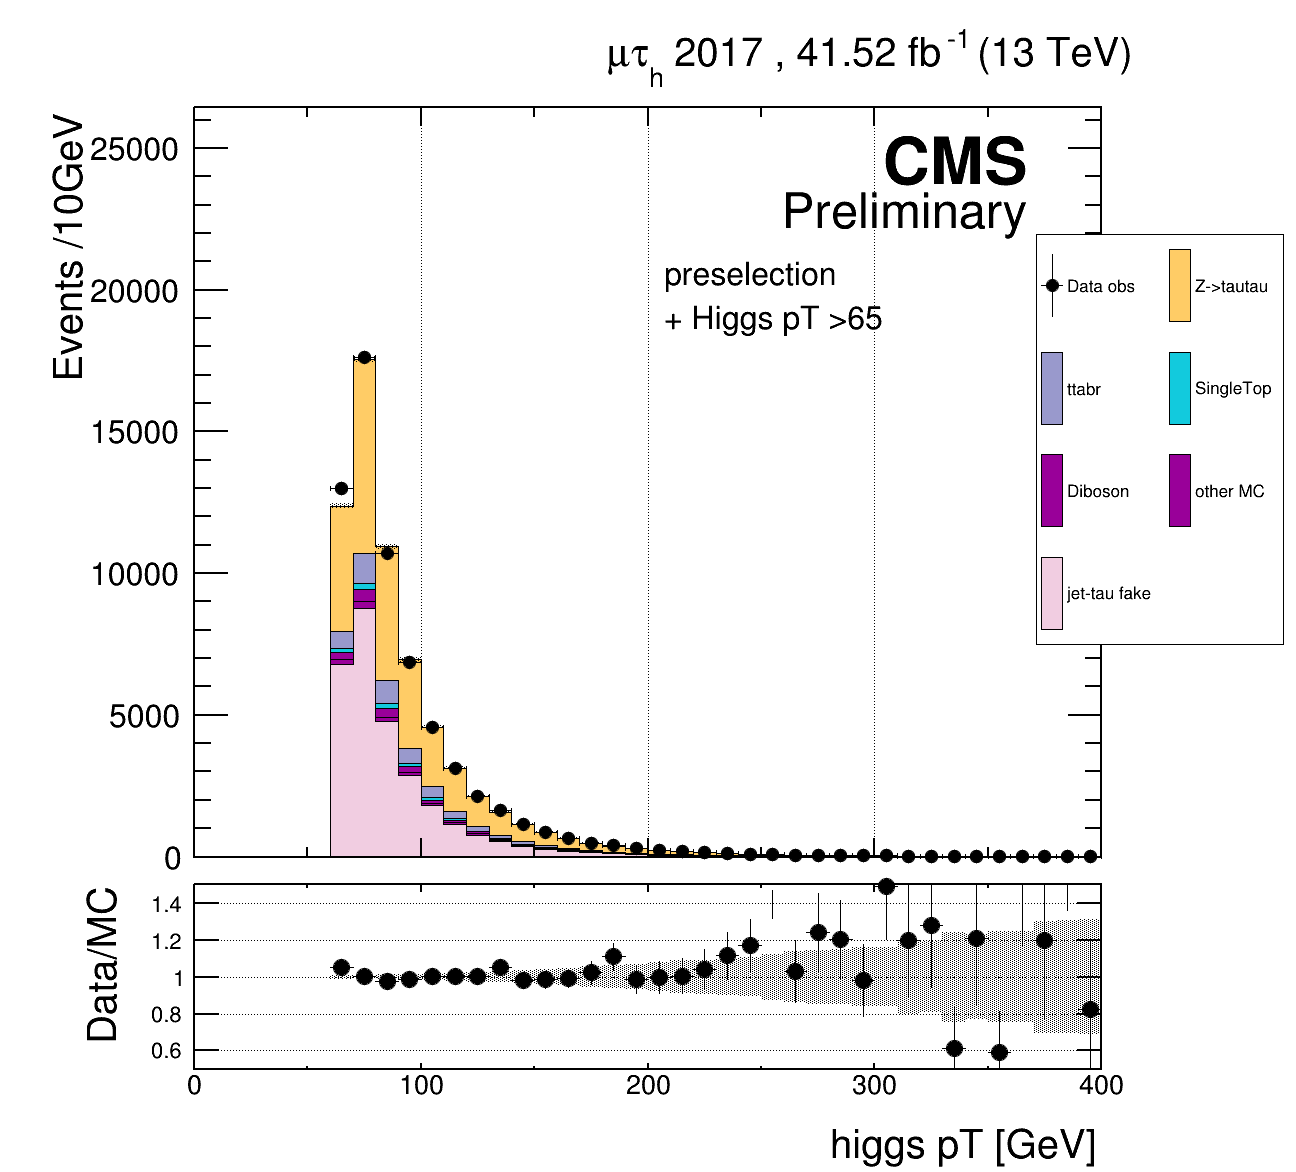 μτh 2017 , 41.52 fb-1 (13 TeV)
Events /10GeV
25000
20000
15000
10000
5000
0
CMS
Preliminary
preselection
+ Higgs pT >65
Data obs
Z->tautau
ttabr
SingleTop
Diboson
other MC
jet-tau fake
Data/MC
1.4
1.2
1
0.8
0.6
0 100 200 300 400
higgs pT [GeV]